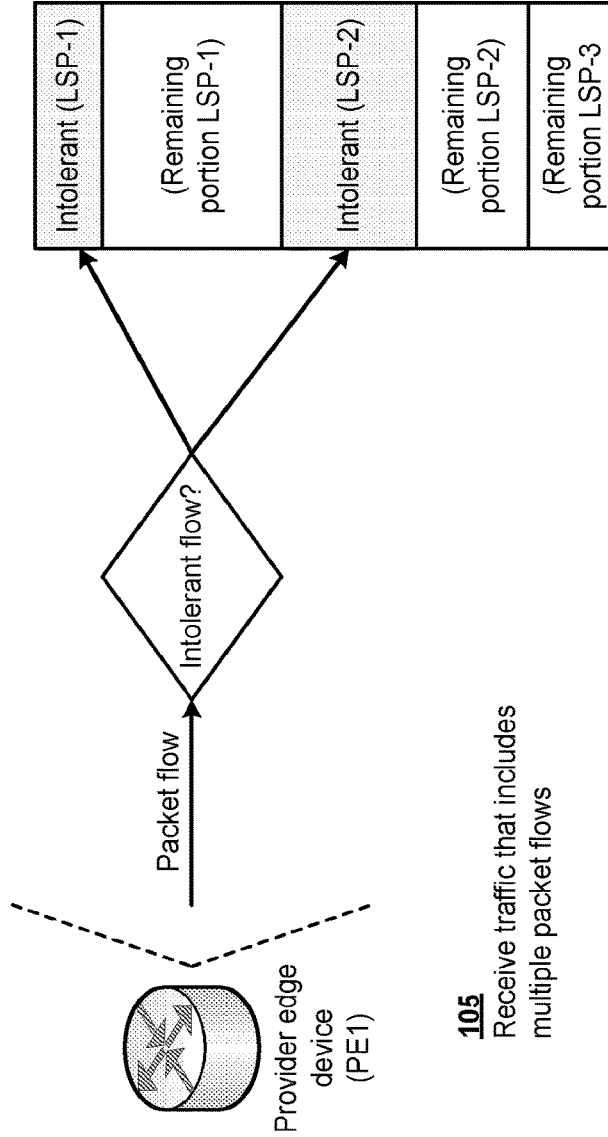 Provider edge
device
(PE1)
Packet flow
Intolerant flow?
Intolerant (LSP-1)
(Remaining
portion LSP-1)
Intolerant (LSP-2)
(Remaining
portion LSP-2)
(Remaining
portion LSP-3
105
Receive traffic that includes
multiple packet flows